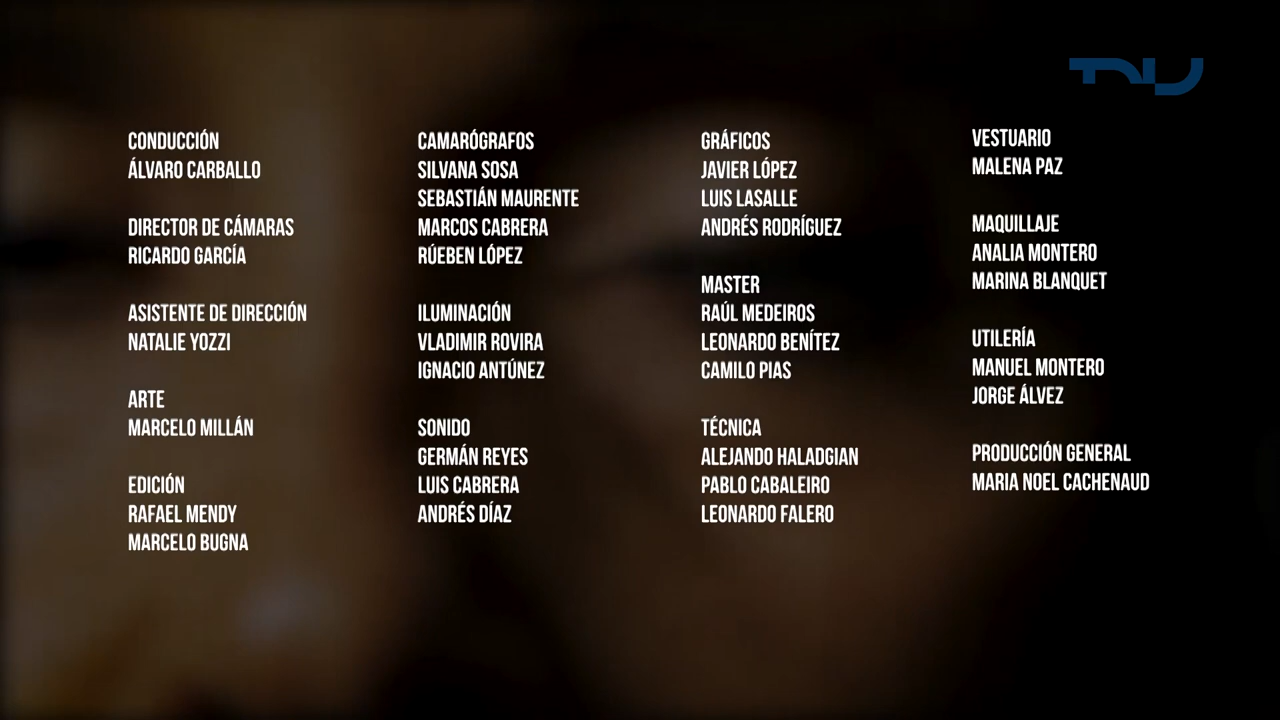 CONDUCCIÓN
ÁLVARO CARBALLO
DIRECTOR DE CÁMARAS
RICARDO GARCÍA
ASISTENTE DE DIRECCIÓN
NATALIE YOZZI
ARTE
MARCELO MILLÁN
EDICIÓN
RAFAEL MENDY
MARCELO BUGNA
CAMARÓGRAFOS
SILVANA SOSA
SEBASTIÁN MAURENTE
MARCOS CABRERA
RÚEBEN LÓPEZ
ILUMINACIÓN
VLADIMIR ROVIRA
IGNACIO ANTÚNEZ
SONIDO
GERMÁN REYES
LUIS CABRERA
ANDRÉS DÍAZ
GRÁFICOS
JAVIER LÓPEZ
LUIS LASALLE
ANDRÉS RODRÍGUEZ
MASTER
RAÚL MEDEIROS
LEONARDO BENÍTEZ
CAMILO PIAS
TÉCNICA
ALEJANDO HALADGIAN
PABLO CABALEIRO
LEONARDO FALERO
TNU
VESTUARIO
MALENA PAZ
MAQUILLAJE
ANALIA MONTERO
MARINA BLANQUET
UTILERÍA
MANUEL MONTERO
JORGE ÁLVEZ
PRODUCCIÓN GENERAL
MARIA NOEL CACHENAUD